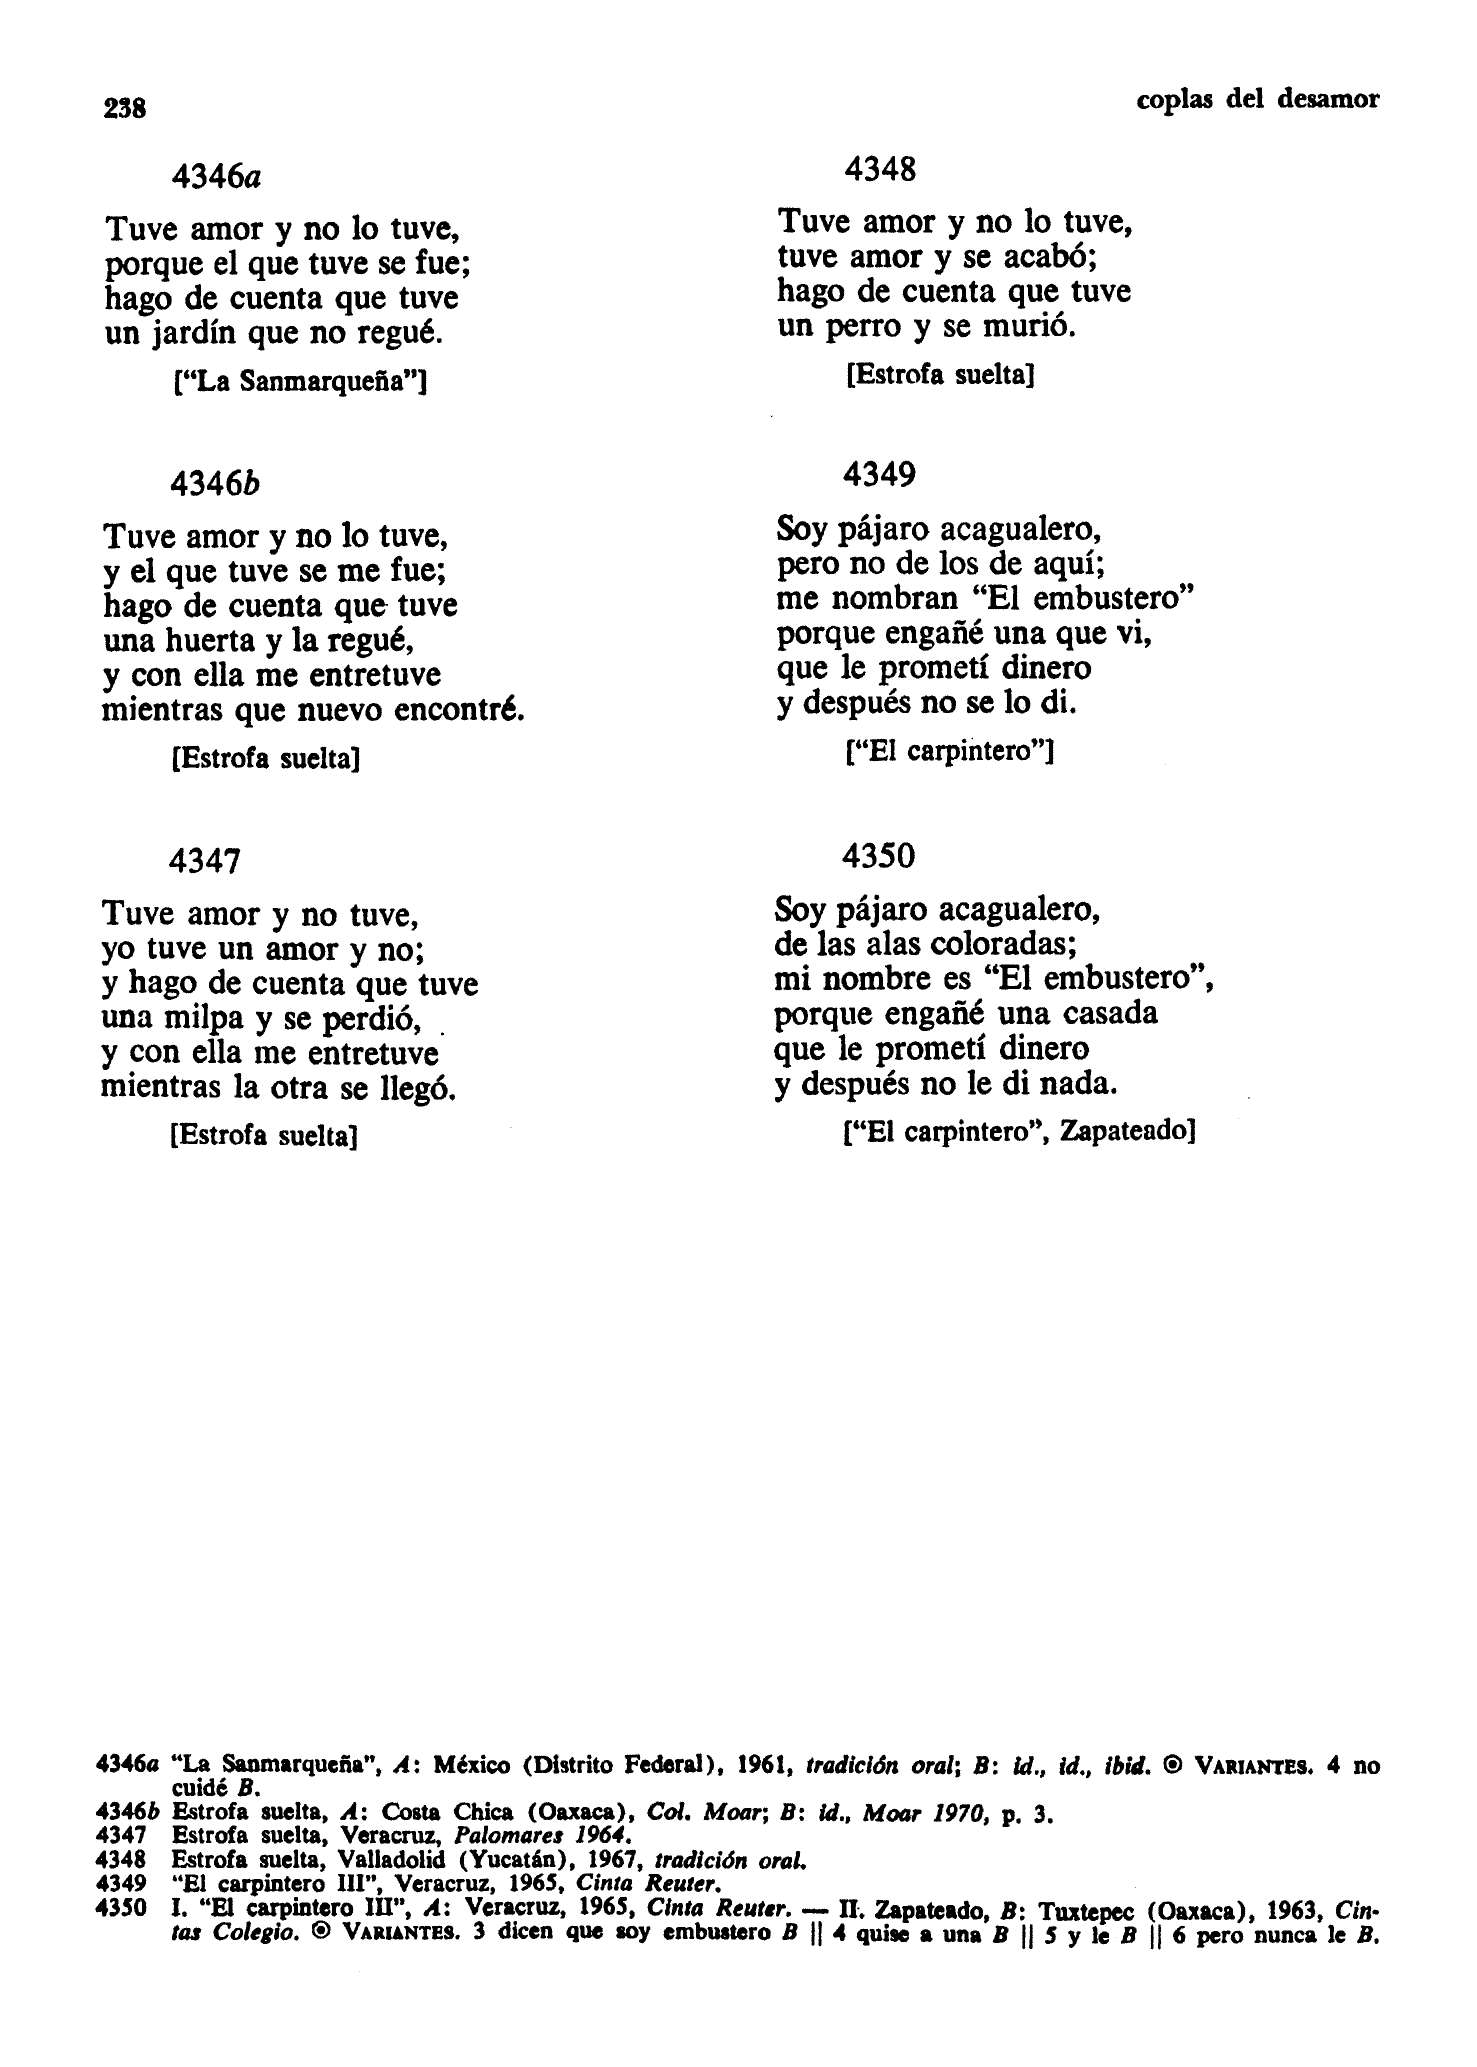 238
coplas del desamor
4346a
Tuve amor y no lo tuve,
porque el que tuve se fue;
hago de cuenta que tuve
un jardín que no regué.
[“La Sanmarqueña”]
4346b
Tuve amor y no lo tuve,
y el que tuve se me fue;
hago de cuenta que tuve
una huerta y la regué,
y con ella me entretuve
mientras que nuevo encontré.
[Estrofa suelta]
4347
Tuve amor y no tuve,
yo tuve un amor y no;
y hago de cuenta que tuve
una milpa y se perdió,
y con ella me entretuve
mientras la otra se llegó.
[Estrofa suelta]
4348
Tuve amor y no lo tuve,
tuve amor y se acabó;
hago de cuenta que tuve
un perro y se murió.
[Estrofa suelta]
4349
Soy pájaro acagualero,
pero no de los de aquí;
me nombran “El embustero”
porque engañé una que vi,
que le prometí dinero
y después no se lo di.
[“El carpintero”]
4350
Soy pájaro acagualero,
de las alas coloradas;
mi nombre es “El embustero”,
porque engañé una casada
que le prometí dinero
y después no le di nada.
[“El carpintero”, Zapateado]
4346a “La Sanmarqueña”, A: México (Distrito Federal), 1961, tradición oral; B: id., id., ibid. ⊙ VARIANTES. 4 no
cuidé B.
4346b Estrofa suelta, A: Costa Chica (Oaxaca), Col. Moar; B: id., Moar 1970, p. 3.
4347 Estrofa suelta, Veracruz, Palomares 1964.
4348 Estrofa suelta, Valladolid (Yucatán), 1967, tradición oral.
4349 “El carpintero III”, Veracruz, 1965, Cinta Reuter.
4350 I. “El carpintero III”, A: Veracruz, 1965, Cinta Reuter. — II. Zapateado, B: Tuxtepec (Oaxaca), 1963, Cin-
tas Colegio. ⊙ VARIANTES. 3 dicen que soy embustero B || 4 quise a una B || 5 y le B || 6 pero nunca le B.